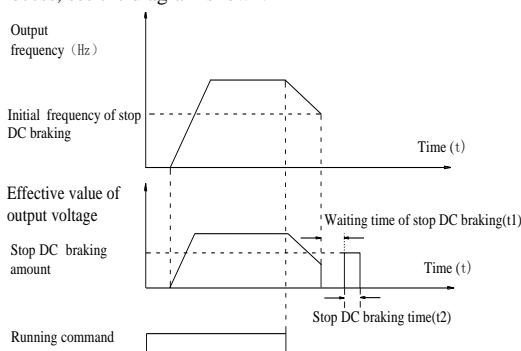 Output
frequency（Hz）
Initial frequency of stop
DC braking
Time (t)
Effective value of
output voltage
Waiting time of stop DC braking(t1)
Stop DC braking
amount
Time (t)
Stop DC braking time(t2)
Running command